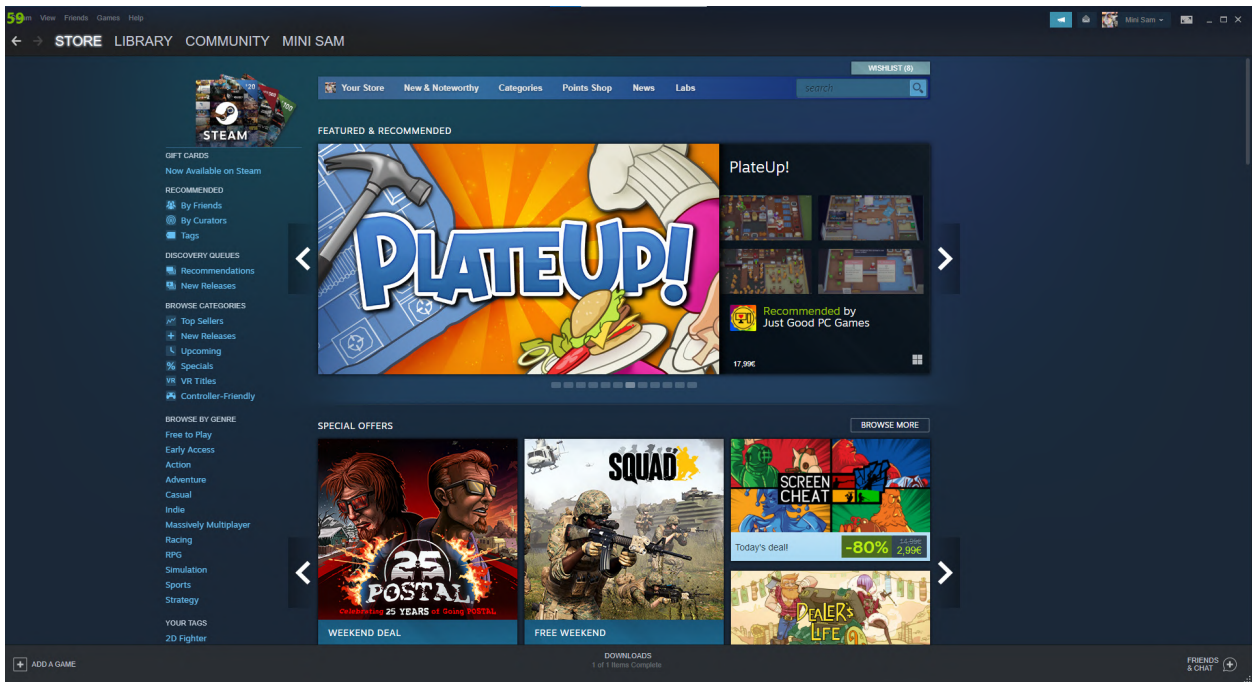 59
am View Friends Games Help
Mini Sam
STORE LIBRARY COMMUNITY MINI SAM
WISHLIST (8)
Your Store New & Noteworthy Categories Points Shop News Labs
search
STEAM
20
100
GIFT CARDS
Now Available on Steam
RECOMMENDED
By Friends
By Curators
Tags
DISCOVERY QUEUES
Recommendations
New Releases
BROWSE CATEGORIES
Top Sellers
New Releases
Upcoming
Specials
VR VR Titles
Controller-Friendly
BROWSE BY GENRE
Free to Play
Early Access
Action
Adventure
Casual
Indie
Massively Multiplayer
Racing
RPG
Simulation
Sports
Strategy
YOUR TAGS
2D Fighter
FEATURED & RECOMMENDED
PLATEUP!
PlateUp!
Recommended by
Just Good PC Games
17,99€
SPECIAL OFFERS
BROWSE MORE
25
POSTAL
Celebrating 25 YEARS of Going POSTAL
WEEKEND DEAL
SQUAD
FREE WEEKEND
SCREEN
CHEAT
Today's deal!
-80%
14,99€
2,99€
DEALER'S
LIFE
ADD A GAME
DOWNLOADS
1 of 1 Items Complete
FRIENDS
& CHAT